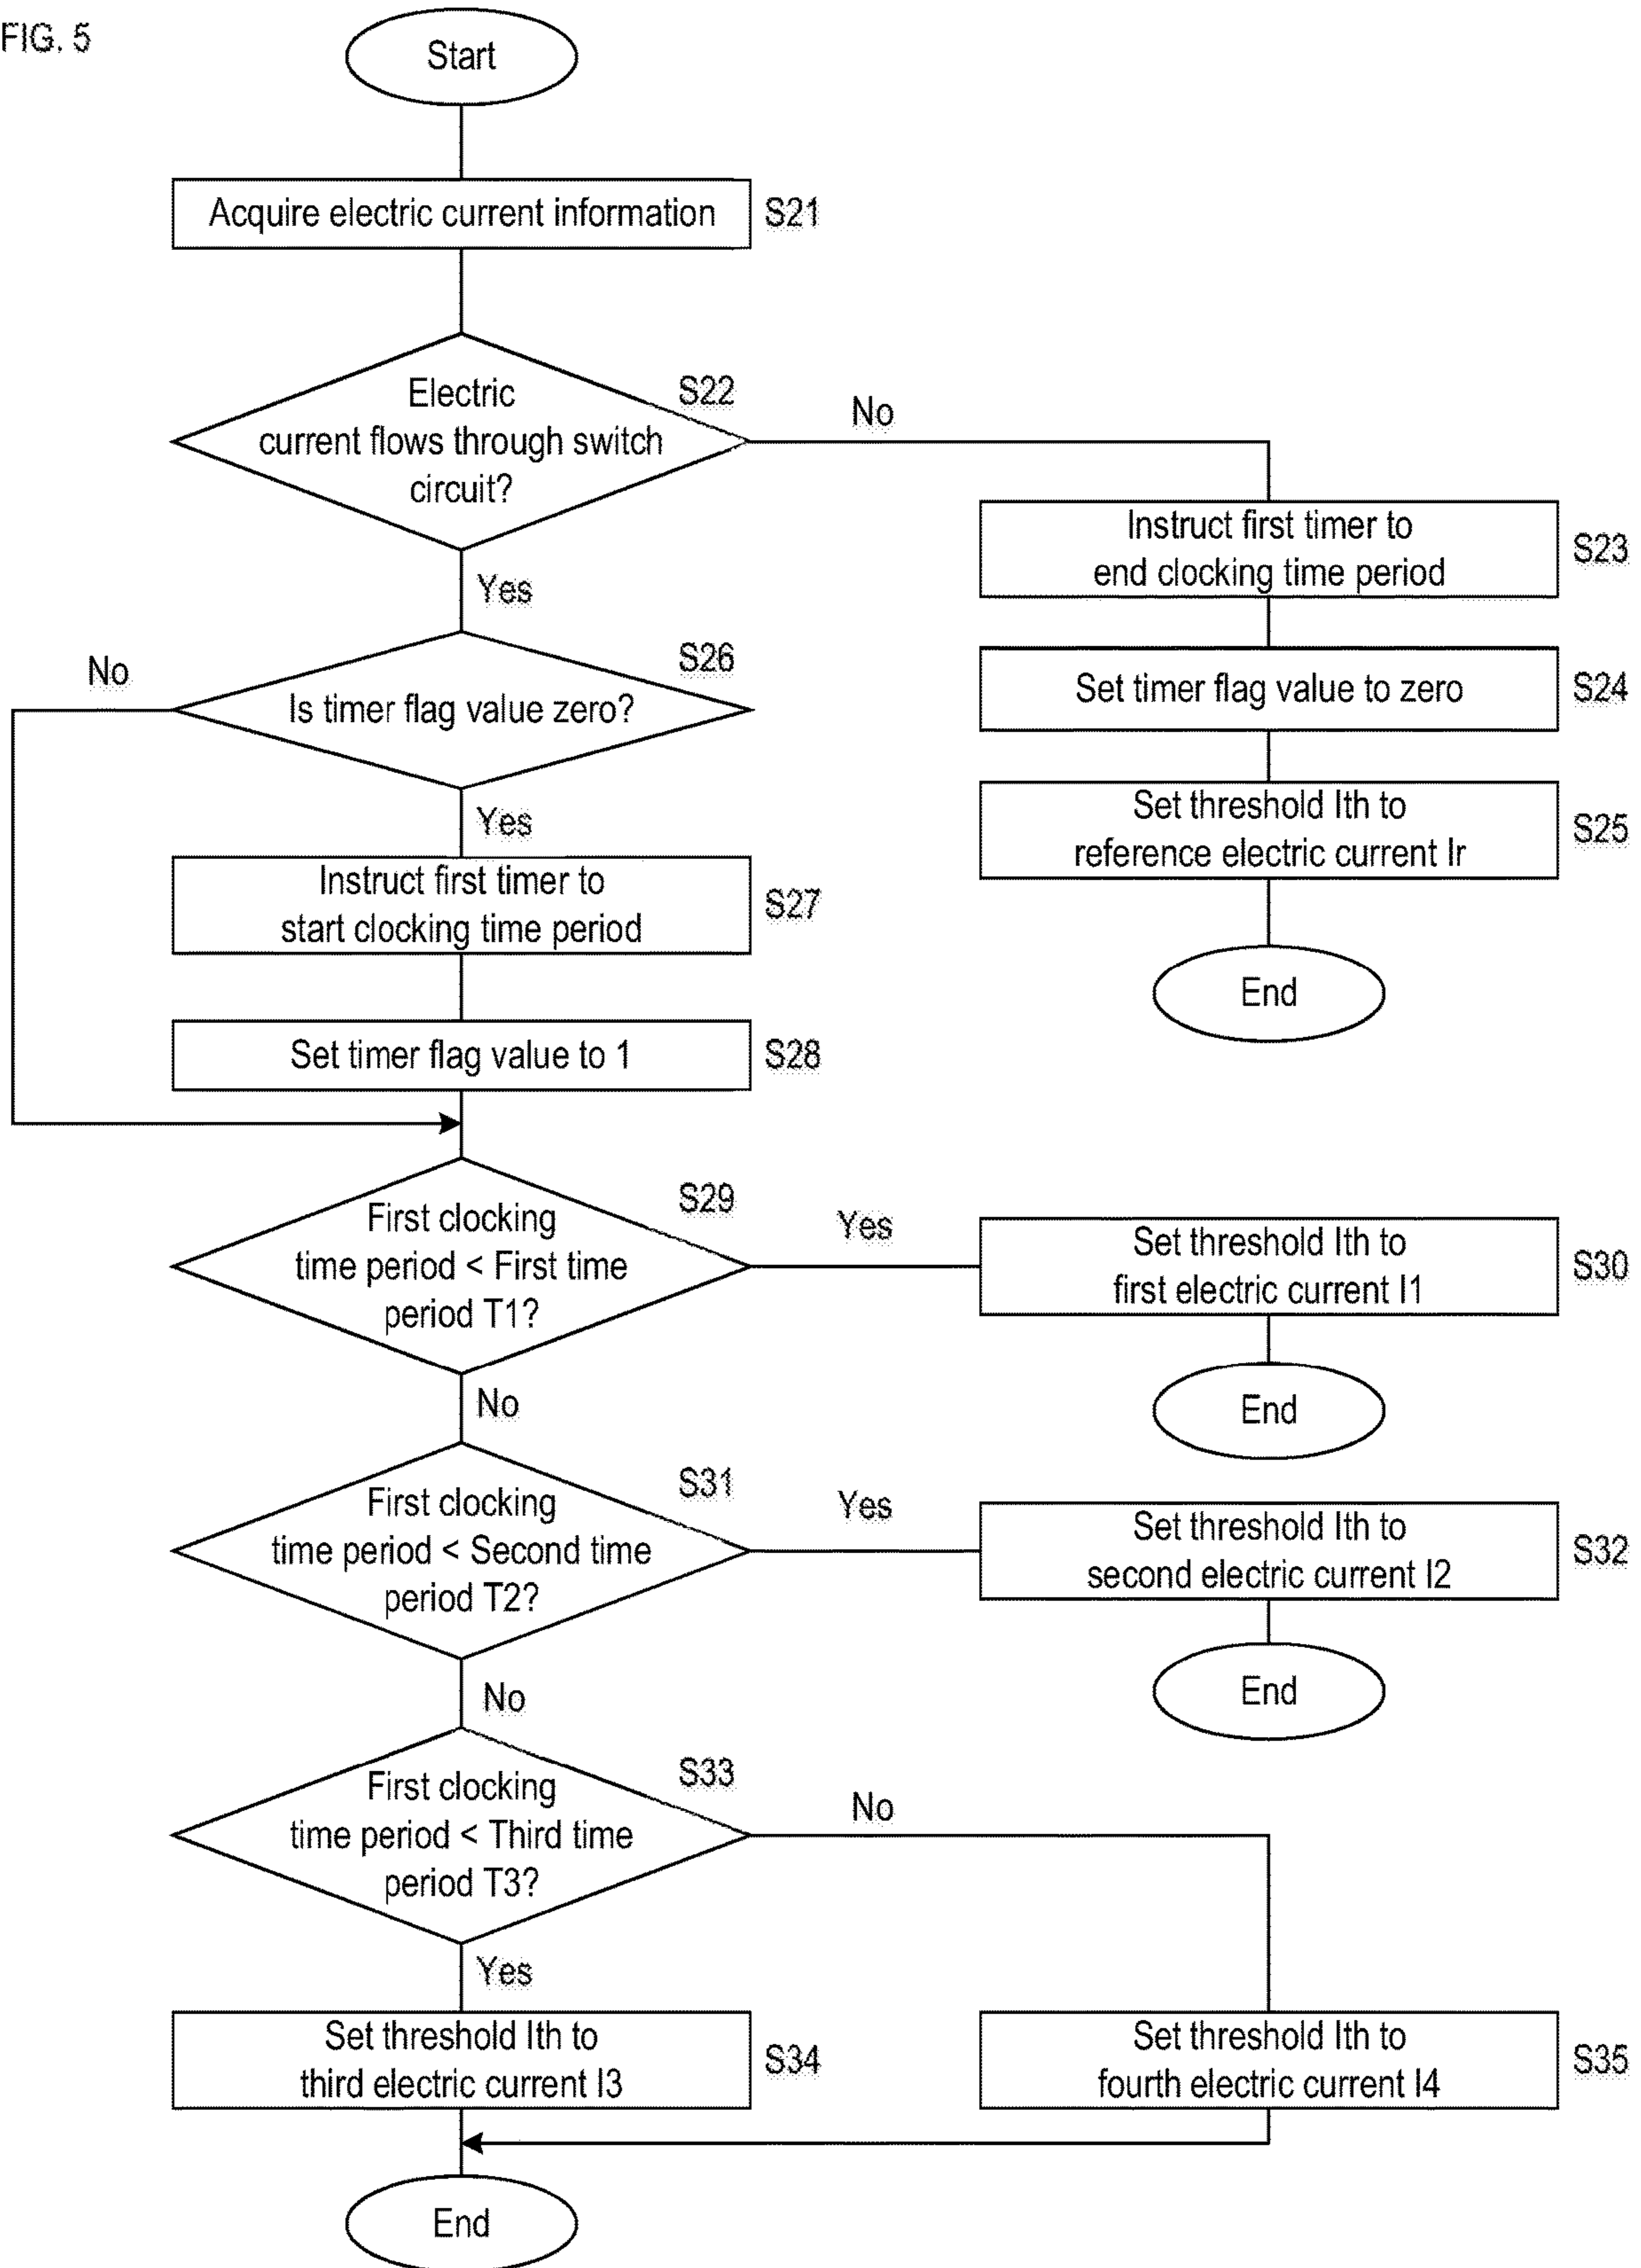 FIG. 5
Start
Acquire electric current information
S21
Electric
current flows through switch
circuit?
S22
No
Yes
Instruct first timer to
end clocking time period
S23
Set timer flag value to zero
S24
Set threshold Ith to
reference electric current Ir
S25
End
Is timer flag value zero?
S26
No
Yes
Instruct first timer to
start clocking time period
S27
Set timer flag value to 1
S28
First clocking
time period < First time
period T1?
S29
Yes
Set threshold Ith to
first electric current I1
S30
End
No
First clocking
time period < Second time
period T2?
S31
Yes
Set threshold Ith to
second electric current I2
S32
End
No
First clocking
time period < Third time
period T3?
S33
No
Yes
Set threshold Ith to
third electric current I3
S34
Set threshold Ith to
fourth electric current I4
S35
End